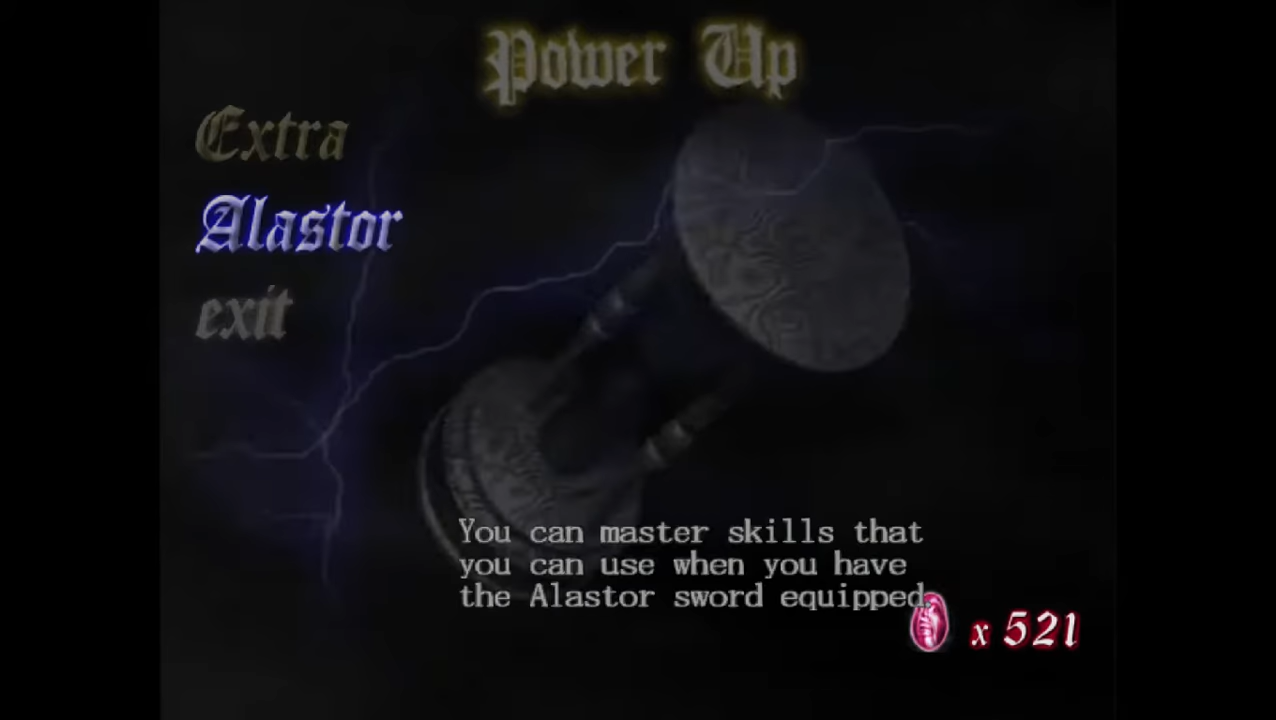 Power Up
Extra
Alastor
exit
You can master skills that
you can use when you have
the Alastor sword equipped.
x 521